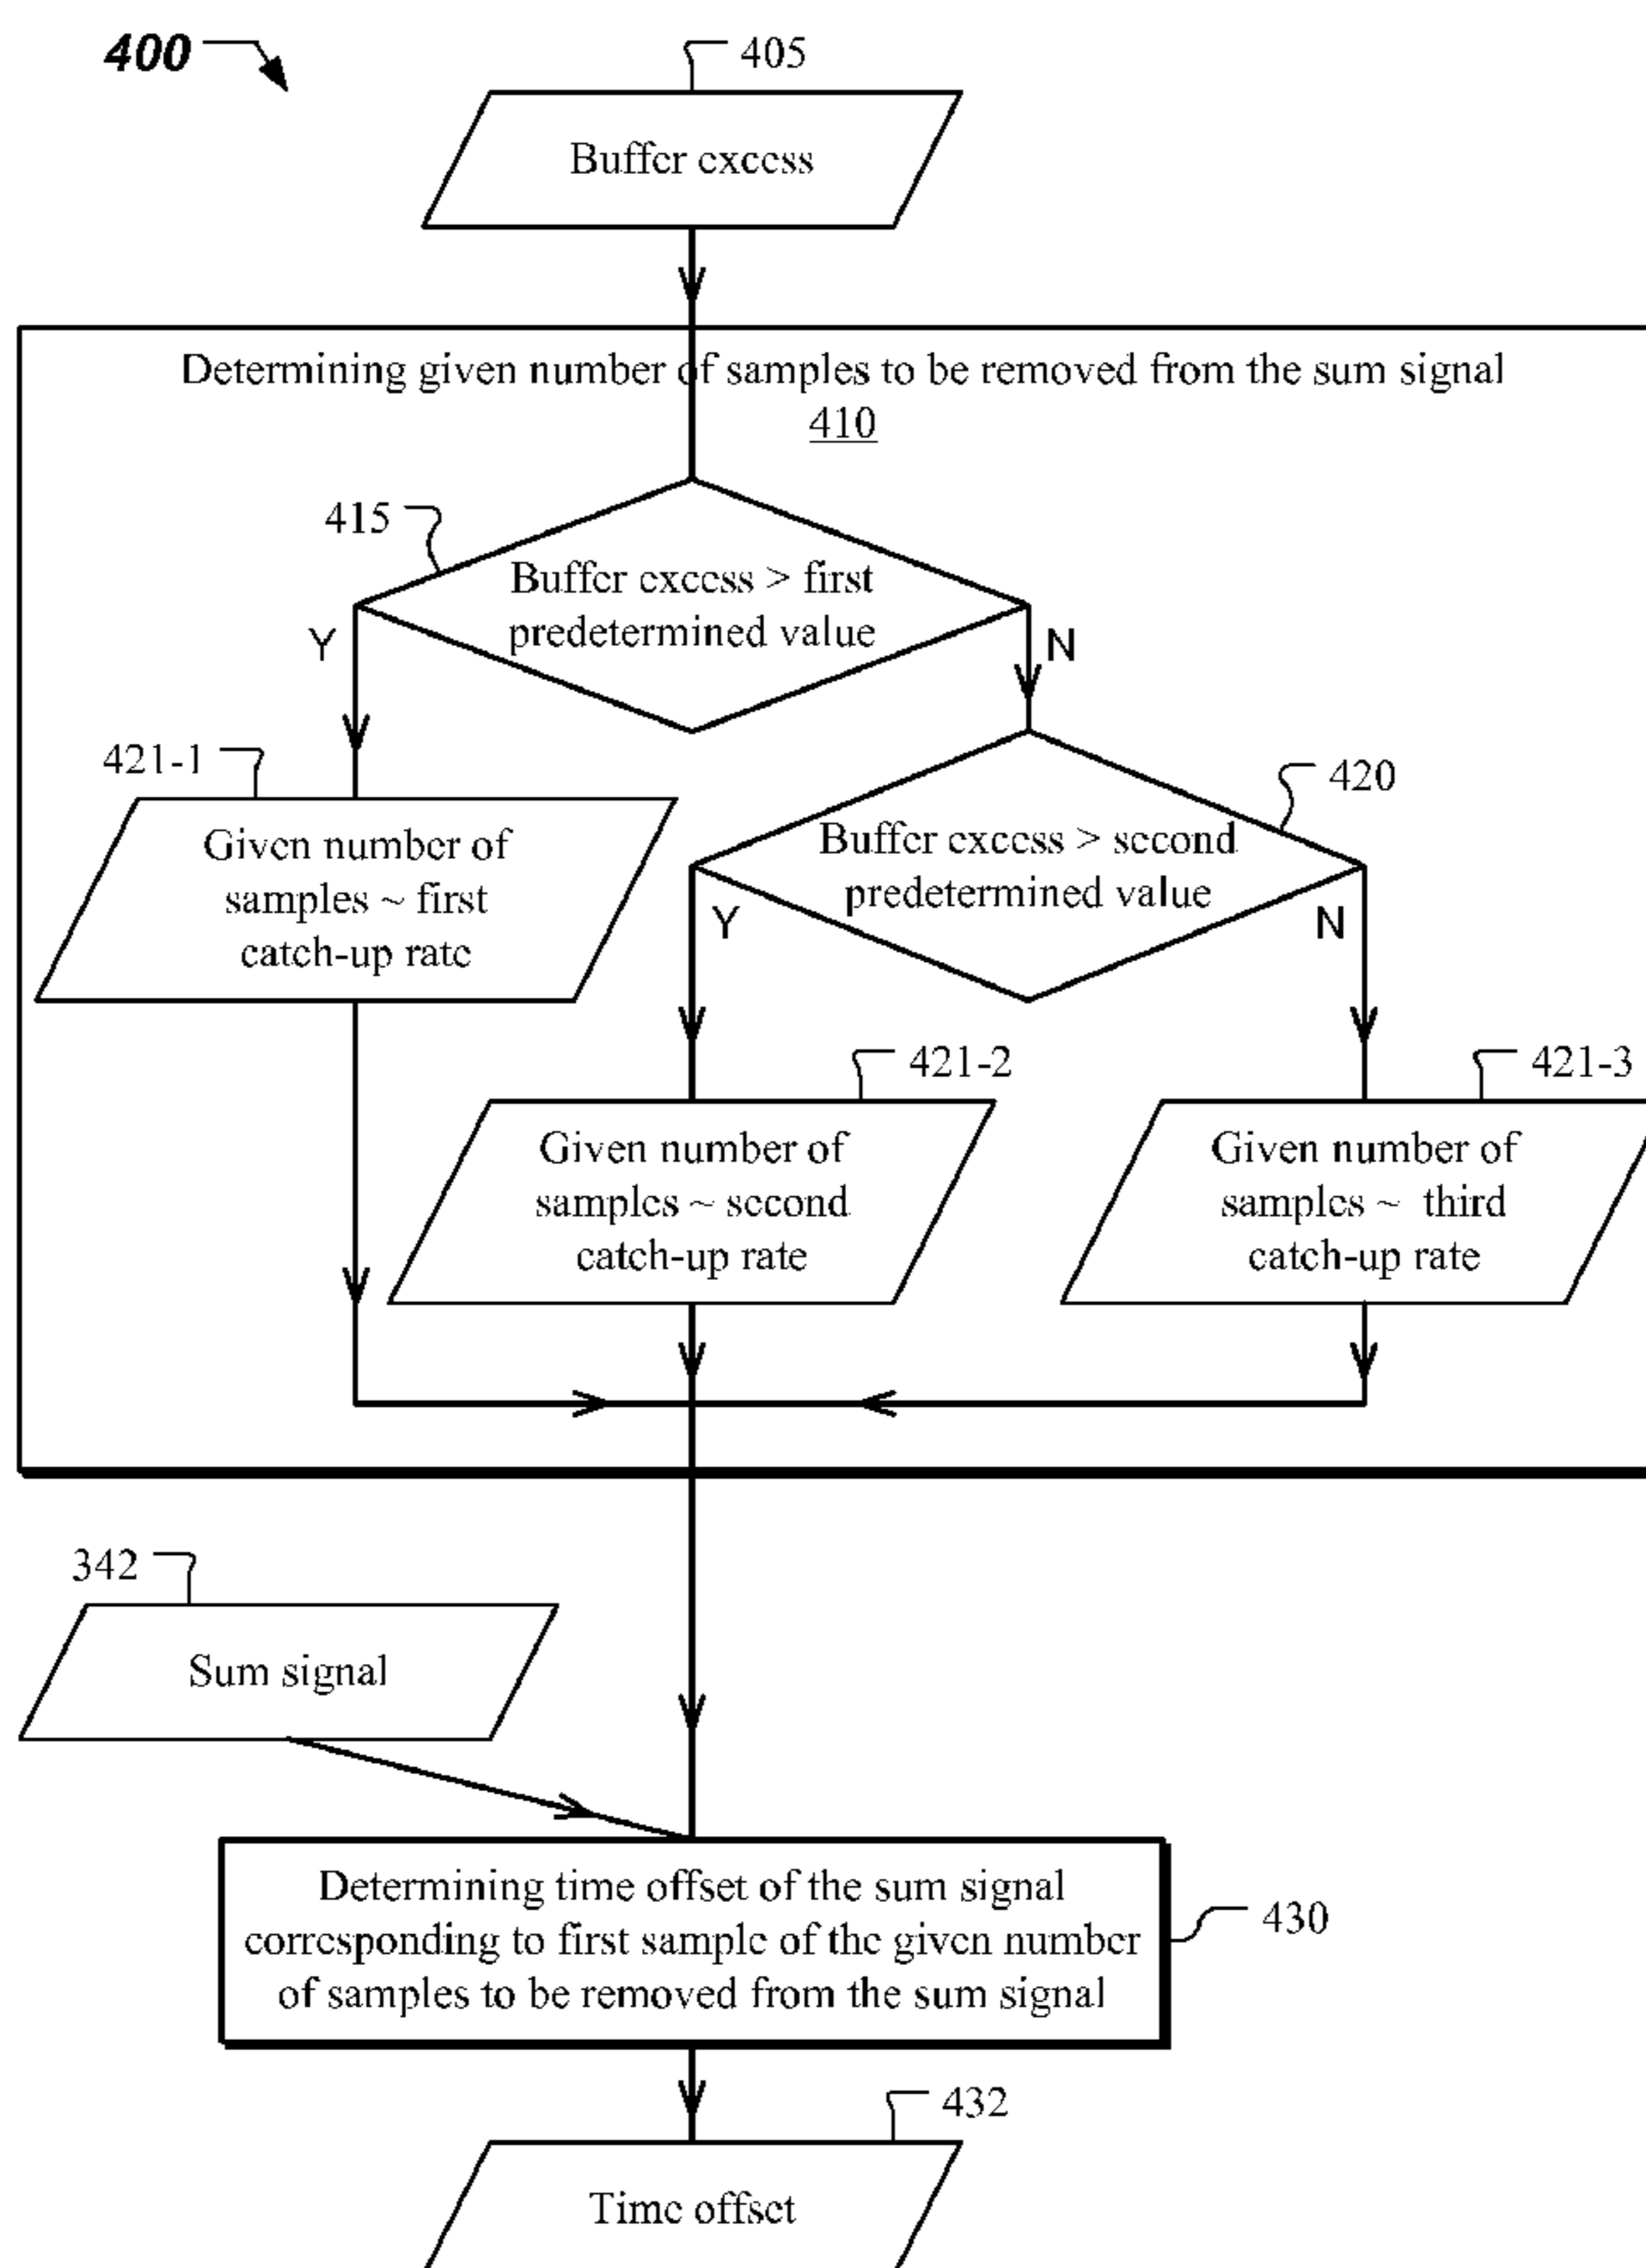 400
405
Buffer excess
Determining given number of samples to be removed from the sum signal
410
415
Buffer excess > first
predetermined value
Y
N
421-1
Given number of
samples ~ first
catch-up rate
420
Buffer excess > second
predetermined value
Y
N
421-2
Given number of
samples ~ second
catch-up rate
421-3
Given number of
samples ~ third
catch-up rate
342
Sum signal
Determining time offset of the sum signal
corresponding to first sample of the given number
of samples to be removed from the sum signal
430
432
Time offset